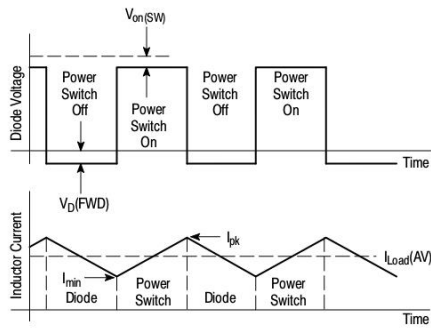 Von(SW)
Diode Voltage
Power
Switch
Off
Power
Switch
On
Power
Switch
Off
Power
Switch
On
Time
VD(FWD)
Inductor Current
Ipk
ILoad(AV)
Imin
Diode
Power
Switch
Diode
Power
Switch
Time